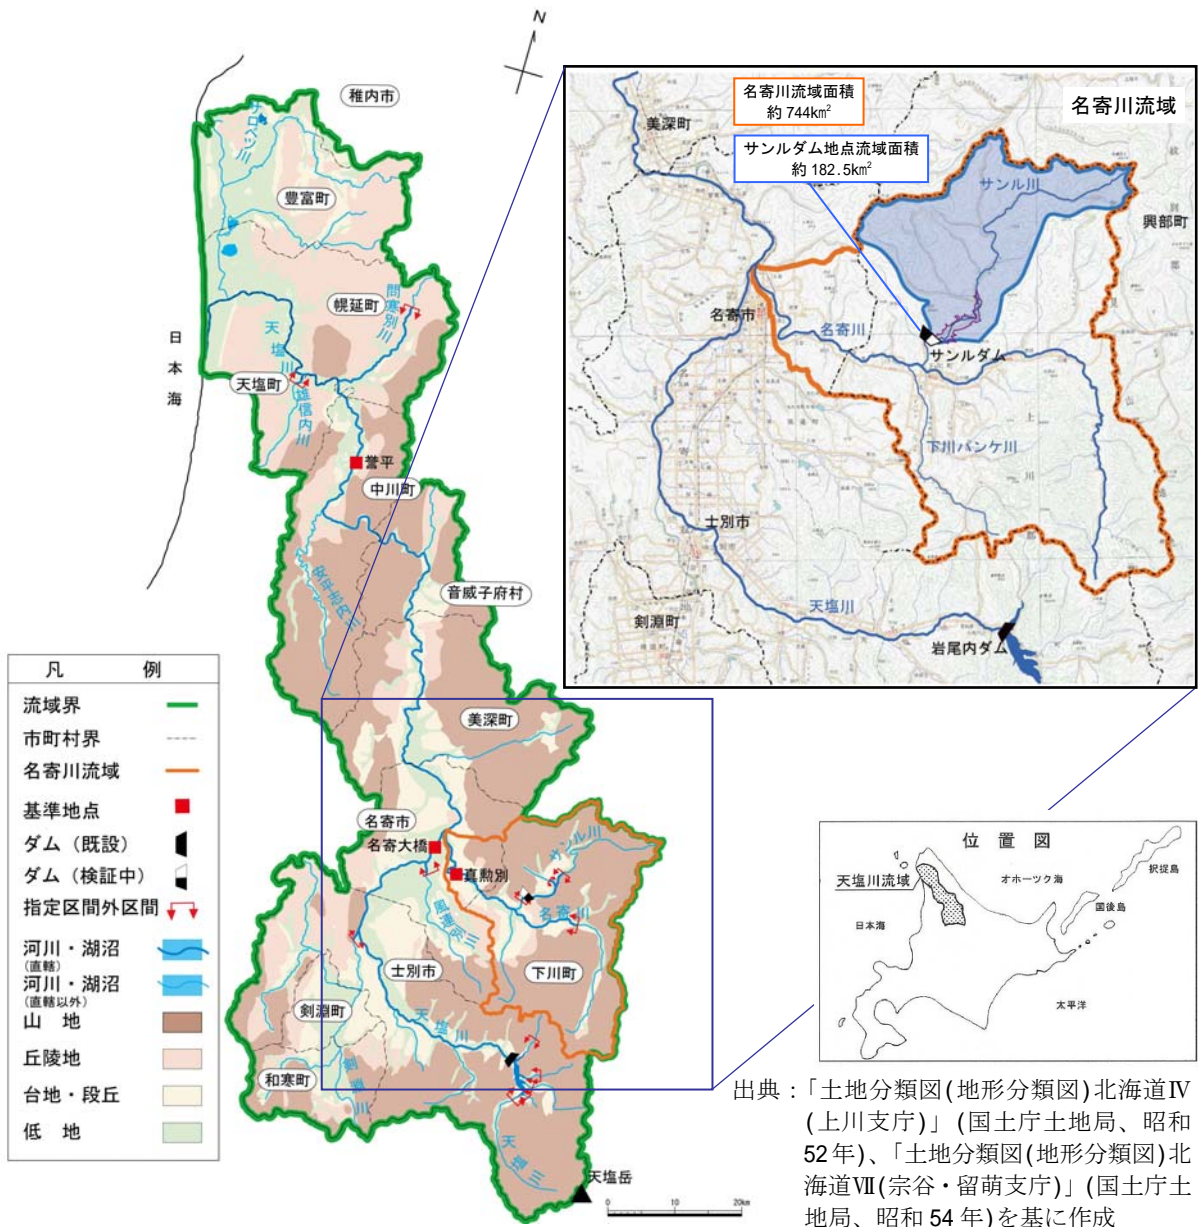 N
稚内市
サロベツ川
豊富町
幌延町
問寒別川
日本海
天塩川
天塩町
雄信内川
誉平
中川町
安平志内川
音威子府村
美深町
名寄市
名寄大橋
真勲別
サンル川
名寄川
風連別川
下川町
士別市
剣淵町
天塩川
和寒町
剣淵川
天塩川
天塩岳
0 10 20km
凡 例
流域界
市町村界
名寄川流域
基準地点
ダム（既設）
ダム（検証中）
指定区間外区間
河川・湖沼
(直轄)
河川・湖沼
(直轄以外)
山 地
丘陵地
台地・段丘
低 地
名寄川流域面積
約 744km²
サンルダム地点流域面積
約 182.5km²
名寄川流域
美深町
サンル川
興部町
名寄市
名寄川
サンルダム
下川パンケ川
士別市
天塩川
剣淵町
岩尾内ダム
位 置 図
天塩川流域
オホーツク海
択捉島
国後島
日本海
太平洋
出典：「土地分類図(地形分類図)北海道Ⅳ
(上川支庁)」(国土庁土地局、昭和
52年)、「土地分類図(地形分類図)北
海道Ⅶ(宗谷・留萌支庁)」(国土庁土
地局、昭和 54 年)を基に作成